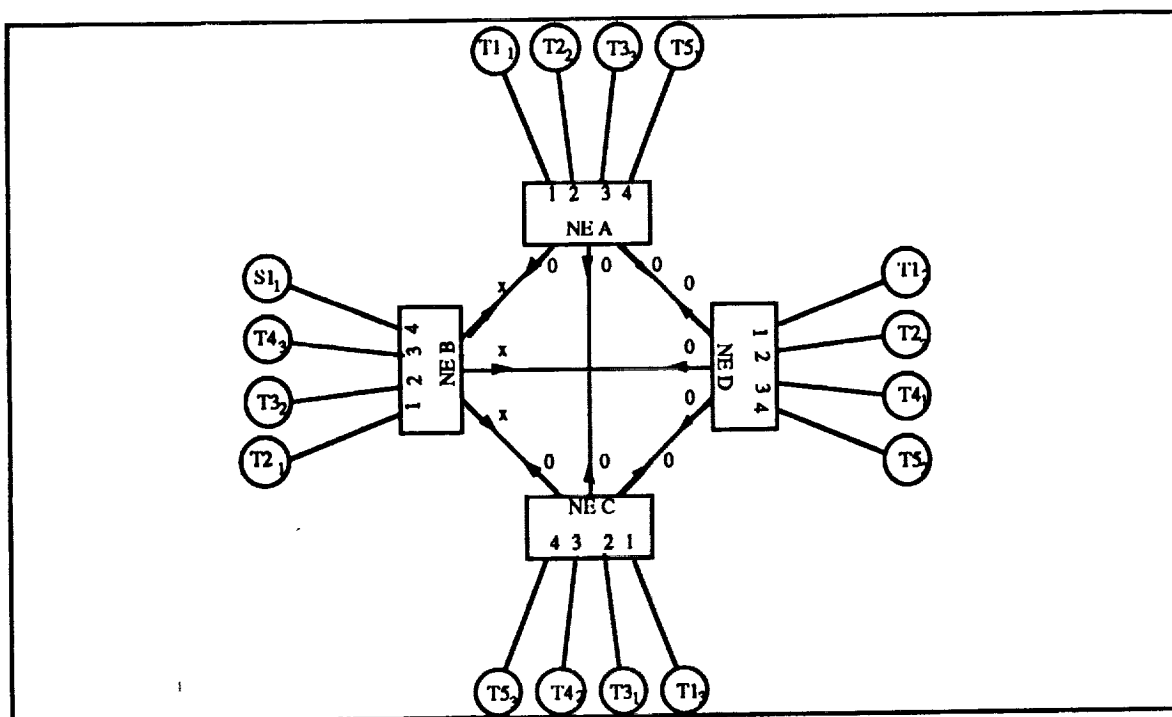 T1₁ T2₂ T3₃ T5₁
1 2 3 4
NE A
0 0 0 0
x
S1₁
T4₃
T3₂
T2₁
4
3
2
1
NE B
x
x
0
0
NE D
1
2
3
4
T1₂
T2₃
T4₁
T5₂
0 0 0
NE C
4 3 2 1
T5₃ T4₂ T3₁ T1₃